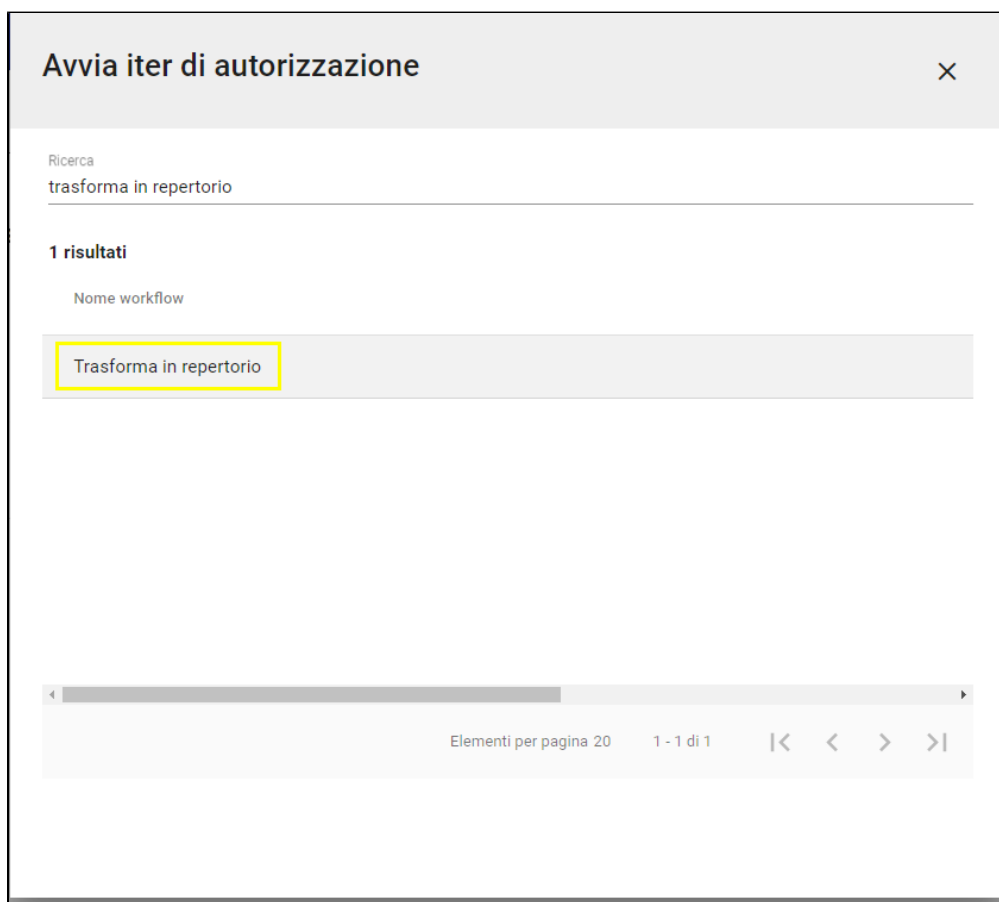 Avvia iter di autorizzazione
Ricerca
trasforma in repertorio
1 risultati
Nome workflow
Trasforma in repertorio
Elementi per pagina 20 1 - 1 di 1